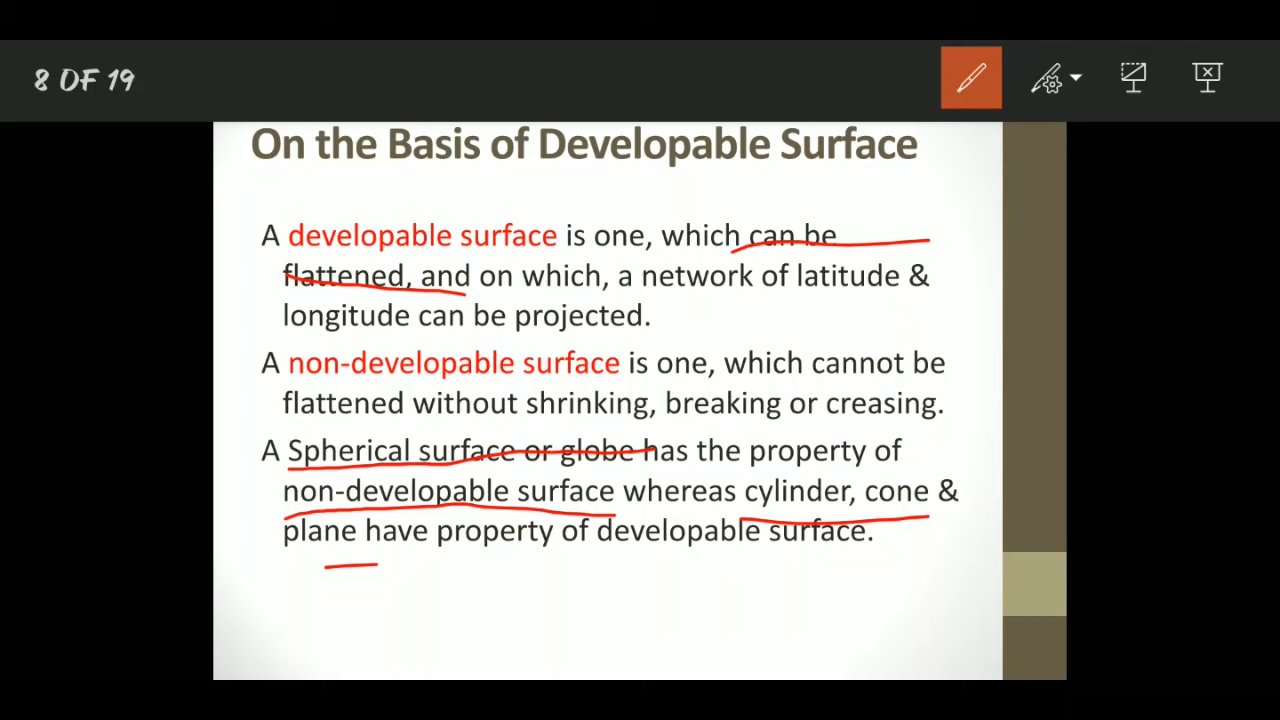 8 OF 19
On the Basis of Developable Surface
A developable surface is one, which can be
flattened, and on which, a network of latitude &
longitude can be projected.
A non-developable surface is one, which cannot be
flattened without shrinking, breaking or creasing.
A Spherical surface or globe has the property of
non-developable surface whereas cylinder, cone &
plane have property of developable surface.